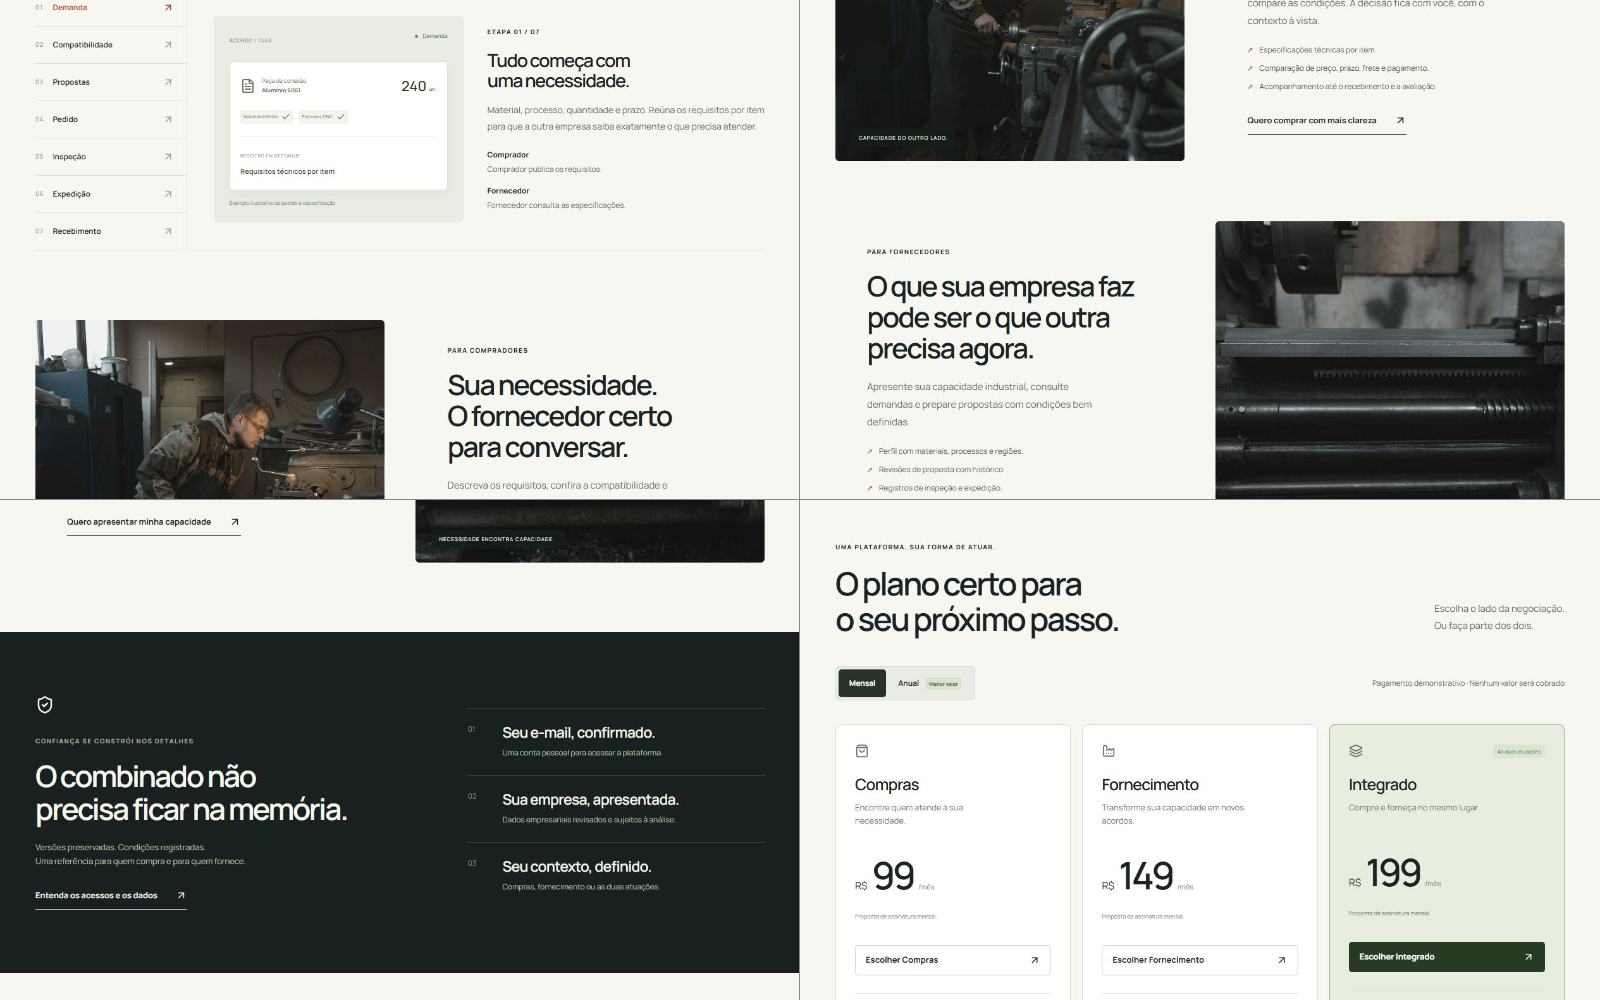 01 Demanda
02 Compatibilidade
03 Propostas
04 Pedido
05 Inspeção
06 Expedição
07 Recebimento
ACORDO / 0248
Demanda
Peça de conexão
Alumínio 6061
240 un.
Material definido
Processo CNC
REGISTRO EM DESTAQUE
Requisitos técnicos por item
Exemplo ilustrativo de pedido e especificação
ETAPA 01 / 07
Tudo começa com
uma necessidade.
Material, processo, quantidade e prazo. Reúna os requisitos por item
para que a outra empresa saiba exatamente o que precisa atender.
Comprador
Comprador publica os requisitos.
Fornecedor
Fornecedor consulta as especificações.
PARA COMPRADORES
Sua necessidade.
O fornecedor certo
para conversar.
Descreva os requisitos, confira a compatibilidade e
compare as condições. A decisão fica com você, com o
contexto à vista.
Especificações técnicas por item.
Comparação de preço, prazo, frete e pagamento.
Acompanhamento até o recebimento e a avaliação.
Quero comprar com mais clareza
CAPACIDADE DO OUTRO LADO.
PARA FORNECEDORES
O que sua empresa faz
pode ser o que outra
precisa agora.
Apresente sua capacidade industrial, consulte
demandas e prepare propostas com condições bem
definidas.
Perfil com materiais, processos e regiões.
Revisões de proposta com histórico.
Registros de inspeção e expedição.
Quero apresentar minha capacidade
NECESSIDADE ENCONTRA CAPACIDADE.
CONFIANÇA SE CONSTRÓI NOS DETALHES
O combinado não
precisa ficar na memória.
Versões preservadas. Condições registradas.
Uma referência para quem compra e para quem fornece.
Entenda os acessos e os dados
01 Seu e-mail, confirmado.
Uma conta pessoal para acessar a plataforma.
02 Sua empresa, apresentada.
Dados empresariais revisados e sujeitos à análise.
03 Seu contexto, definido.
Compras, fornecimento ou as duas atuações.
UMA PLATAFORMA. SUA FORMA DE ATUAR.
O plano certo para
o seu próximo passo.
Escolha o lado da negociação.
Ou faça parte dos dois.
Mensal
Anual Menor valor
Pagamento demonstrativo · Nenhum valor será cobrado
Compras
Encontre quem atende à sua
necessidade.
R$ 99 /mês
Proposta de assinatura mensal.
Escolher Compras
Fornecimento
Transforme sua capacidade em novos
acordos.
R$ 149 /mês
Proposta de assinatura mensal.
Escolher Fornecimento
As duas atuações
Integrado
Compre e forneça no mesmo lugar.
R$ 199 /mês
Proposta de assinatura mensal.
Escolher Integrado